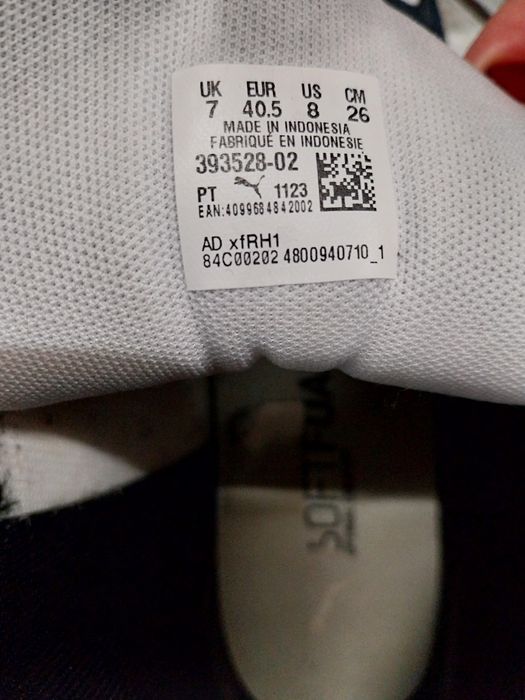 UK EUR US CM
7 40.5 8 26
MADE IN INDONESIA
FABRIQUÉ EN INDONESIE
393528-02
PT 1123
EAN:4099684842002
AD xfRH1
84C00202 4800940710_1